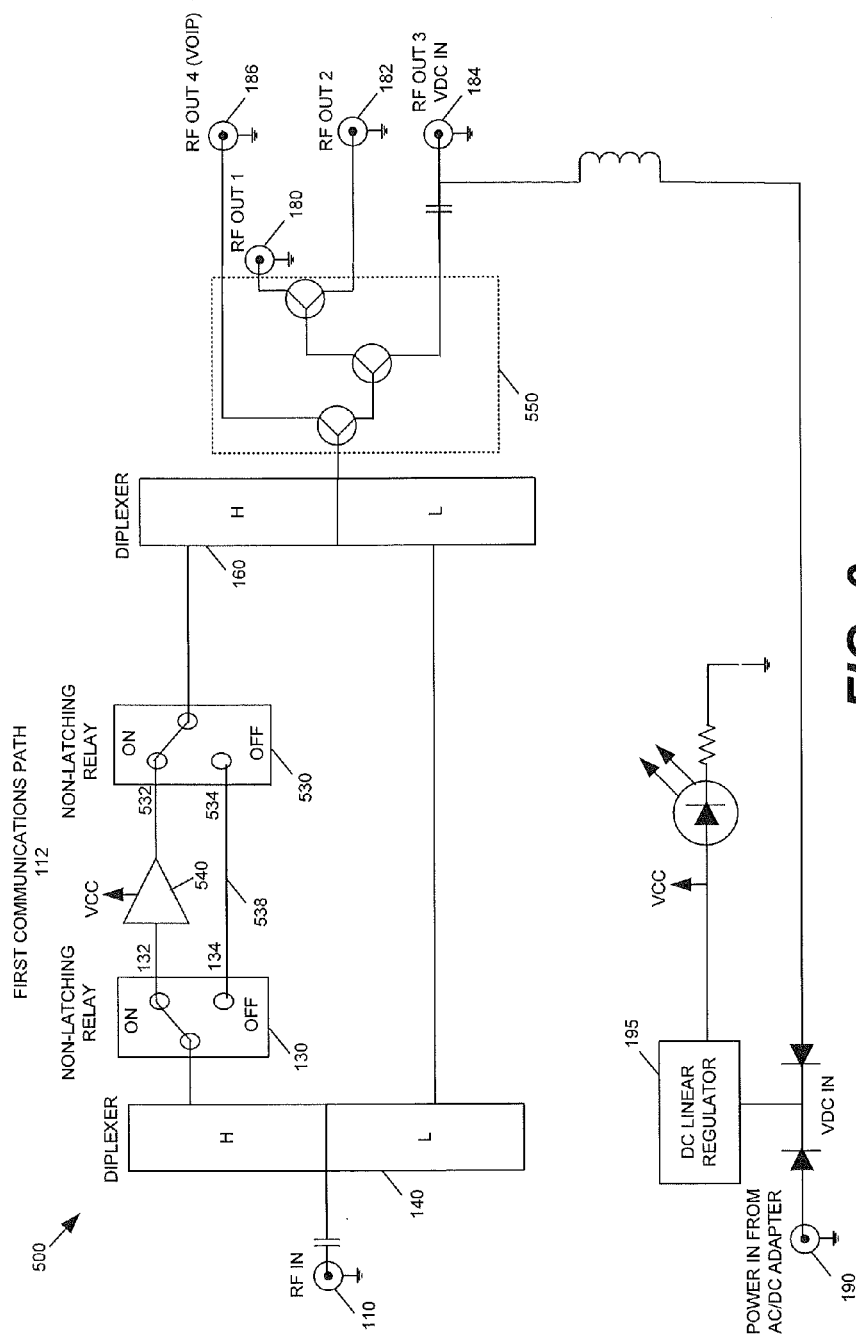 500
FIRST COMMUNICATIONS PATH
112
RF IN
110
DIPLEXER
H
L
140
NON-LATCHING
RELAY
ON
OFF
130
132
134
VCC
540
538
NON-LATCHING
RELAY
ON
OFF
530
532
534
DIPLEXER
H
L
160
550
RF OUT 4 (VOIP)
186
RF OUT 1
180
RF OUT 2
182
RF OUT 3
VDC IN
184
POWER IN FROM
AC/DC ADAPTER
190
VDC IN
DC LINEAR
REGULATOR
195
VCC
FIG.